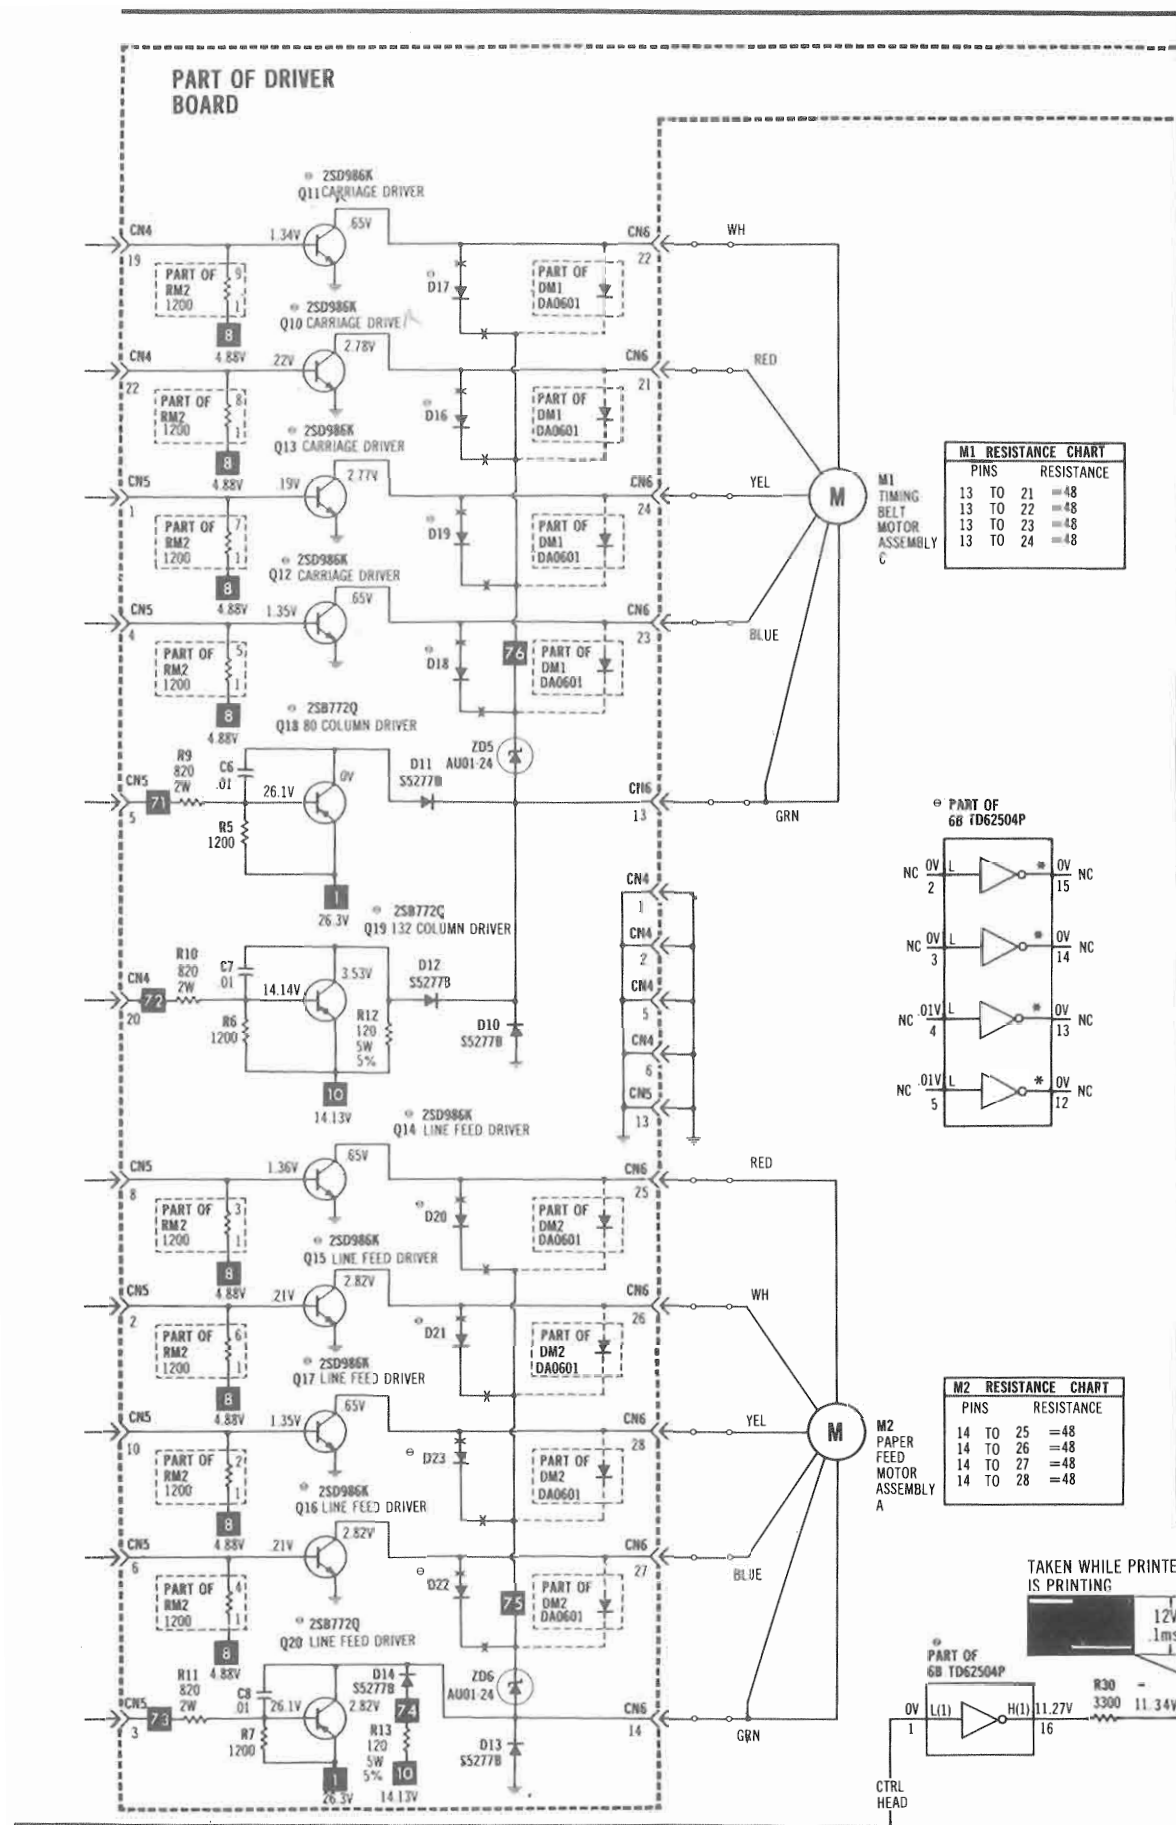 PART OF DRIVER
BOARD
2SD986K
Q11 CARRIAGE DRIVER
CN4
19
1.34V
.65V
PART OF
RM2
1200
9
1
8
4.88V
D17
PART OF
DM1
DA0601
CN6
22
WH
2SD986K
Q10 CARRIAGE DRIVE
CN4
22
.22V
2.78V
PART OF
RM2
1200
8
1
8
4.88V
D16
PART OF
DM1
DA0601
CN6
21
RED
2SD986K
Q13 CARRIAGE DRIVER
CN5
1
.19V
2.77V
PART OF
RM2
1200
7
1
8
4.88V
D19
PART OF
DM1
DA0601
CN6
24
YEL
M
M1
TIMING
BELT
MOTOR
ASSEMBLY
C
M1 RESISTANCE CHART
PINS RESISTANCE
13 TO 21 =48
13 TO 22 =48
13 TO 23 =48
13 TO 24 =48
2SD986K
Q12 CARRIAGE DRIVER
CN5
4
1.35V
.65V
PART OF
RM2
1200
5
1
8
4.88V
D18
76
PART OF
DM1
DA0601
CN6
23
BLUE
2SB772Q
Q18 80 COLUMN DRIVER
R9
820
2W
C6
.01
CN5
5
71
26.1V
0V
R5
1200
1
26.3V
D11
S5277B
ZD5
AU01-24
CN6
13
GRN
PART OF
6B TD62504P
NC 0V L * 0V NC
2 15
NC 0V L * 0V NC
3 14
NC .01V L * 0V NC
4 13
NC .01V L * 0V NC
5 12
CN4
1
CN4
2
CN4
5
CN4
6
CN5
13
2SB772Q
Q19 132 COLUMN DRIVER
R10
820
2W
C7
.01
CN4
20
72
14.14V
3.53V
R6
1200
R12
120
5W
5%
10
14.13V
D12
S5277B
D10
S5277B
2SD986K
Q14 LINE FEED DRIVER
CN5
8
1.36V
.65V
PART OF
RM2
1200
3
1
8
4.88V
D20
PART OF
DM2
DA0601
CN6
25
RED
2SD986K
Q15 LINE FEED DRIVER
CN5
2
.21V
2.82V
PART OF
RM2
1200
6
1
8
4.88V
D21
PART OF
DM2
DA0601
CN6
26
WH
2SD986K
Q17 LINE FEED DRIVER
CN5
10
1.35V
.65V
PART OF
RM2
1200
2
1
8
4.88V
D23
PART OF
DM2
DA0601
CN6
28
YEL
M
M2
PAPER
FEED
MOTOR
ASSEMBLY
A
M2 RESISTANCE CHART
PINS RESISTANCE
14 TO 25 =48
14 TO 26 =48
14 TO 27 =48
14 TO 28 =48
2SD986K
Q16 LINE FEED DRIVER
CN5
6
.21V
2.82V
PART OF
RM2
1200
4
1
8
4.88V
D22
75
PART OF
DM2
DA0601
CN6
27
BLUE
2SB772Q
Q20 LINE FEED DRIVER
R11
820
2W
C8
.01
CN5
3
73
26.1V
2.82V
R7
1200
1
26.3V
D14
S5277B
74
R13
120
5W
5%
10
14.13V
ZD6
AU01-24
D13
S5277B
CN6
14
GRN
TAKEN WHILE PRINTE
IS PRINTING
12V
.1ms
PART OF
6B TD62504P
0V L(1) H(1) 11.27V
1 16
R30
3300
11.34V
CTRL
HEAD